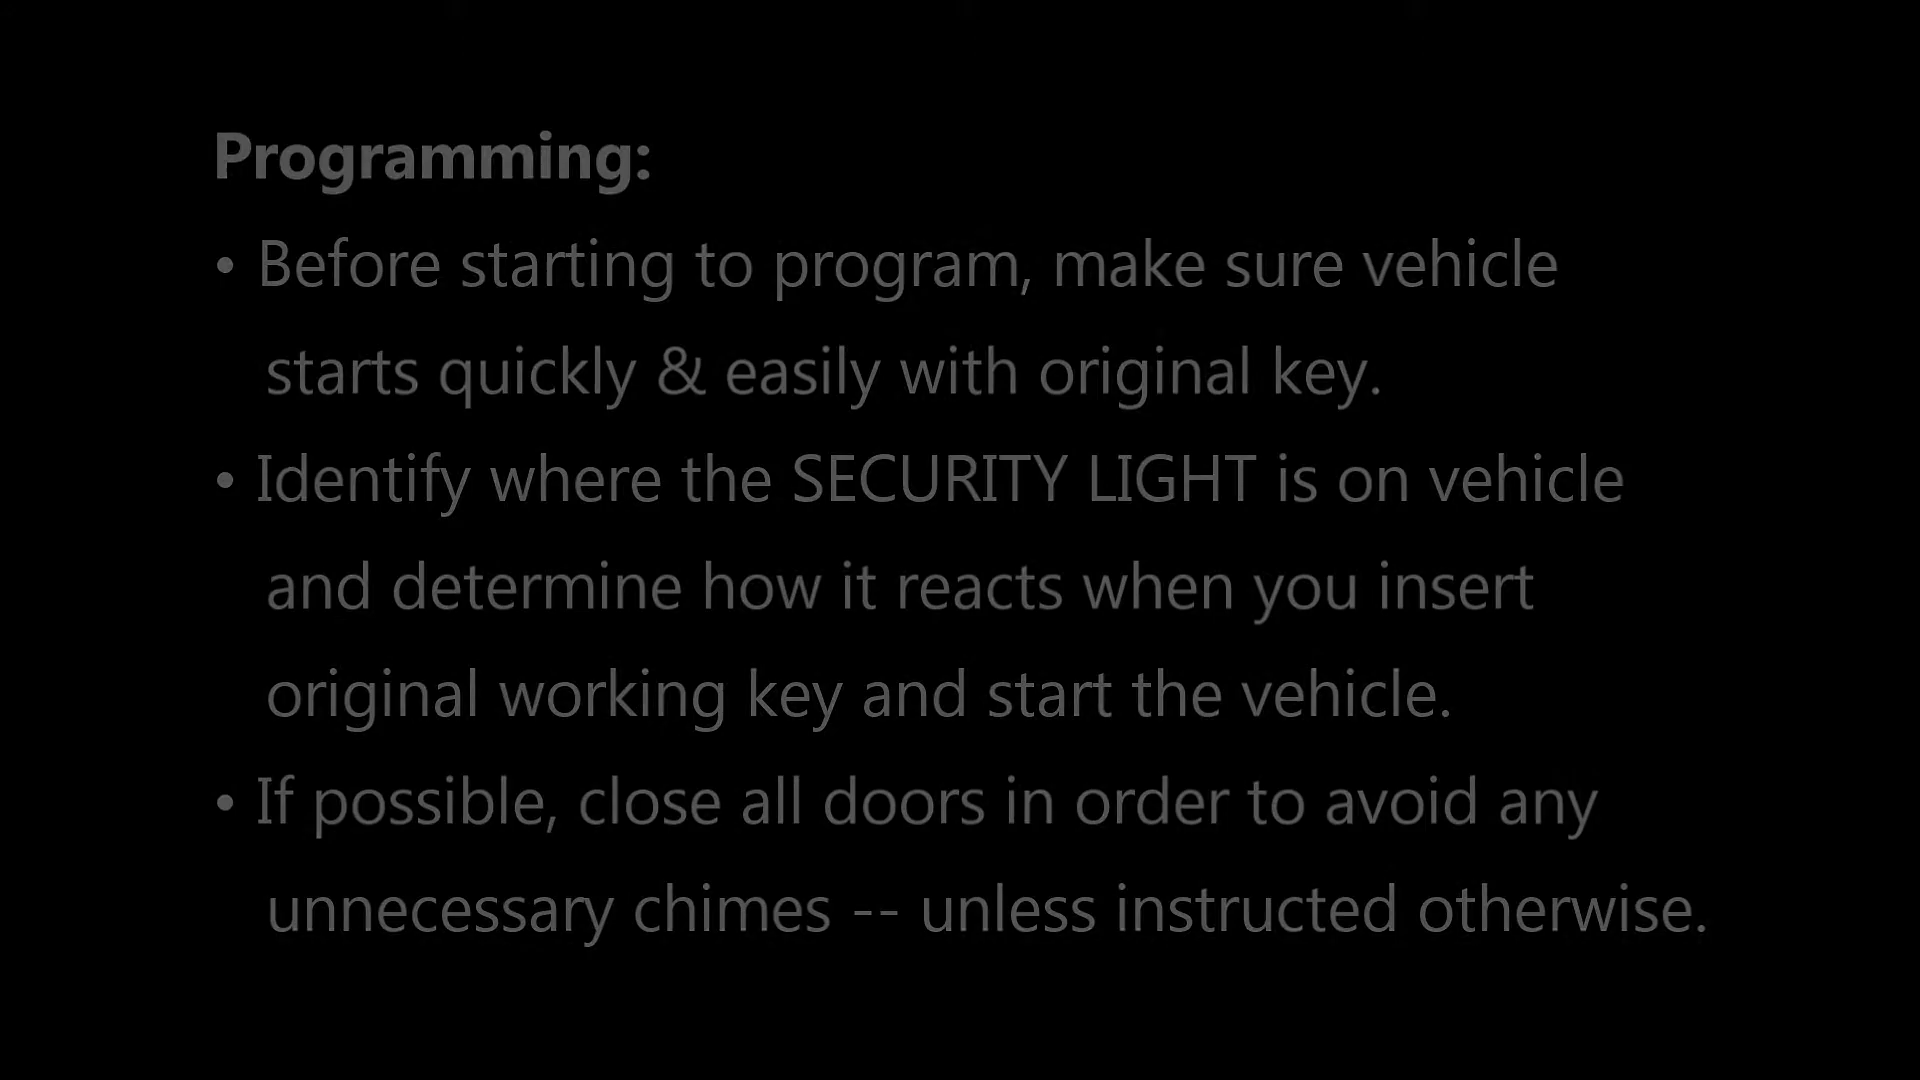 Programming:
• Before starting to program, make sure vehicle
starts quickly & easily with original key.
• Identify where the SECURITY LIGHT is on vehicle
and determine how it reacts when you insert
original working key and start the vehicle.
• If possible, close all doors in order to avoid any
unnecessary chimes -- unless instructed otherwise.